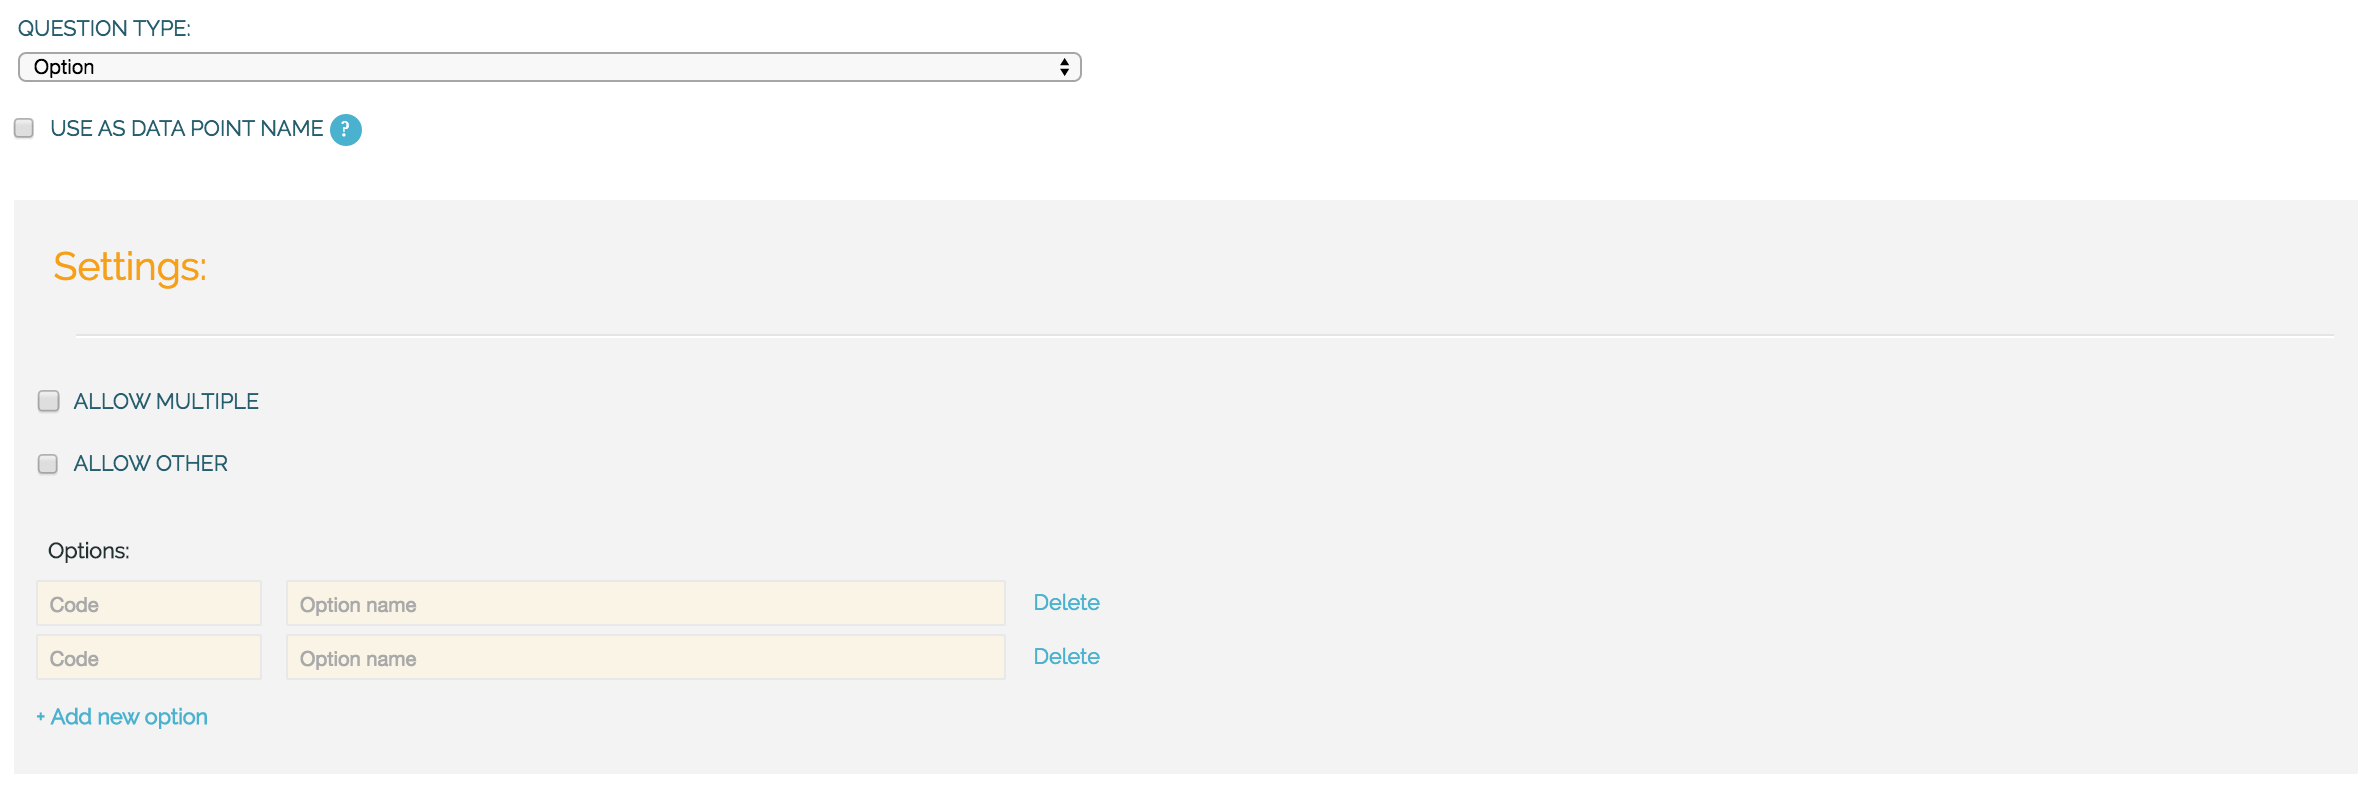 QUESTION TYPE:
Option
USE AS DATA POINT NAME ?
Settings:
ALLOW MULTIPLE
ALLOW OTHER
Options:
Code Option name Delete
Code Option name Delete
+ Add new option